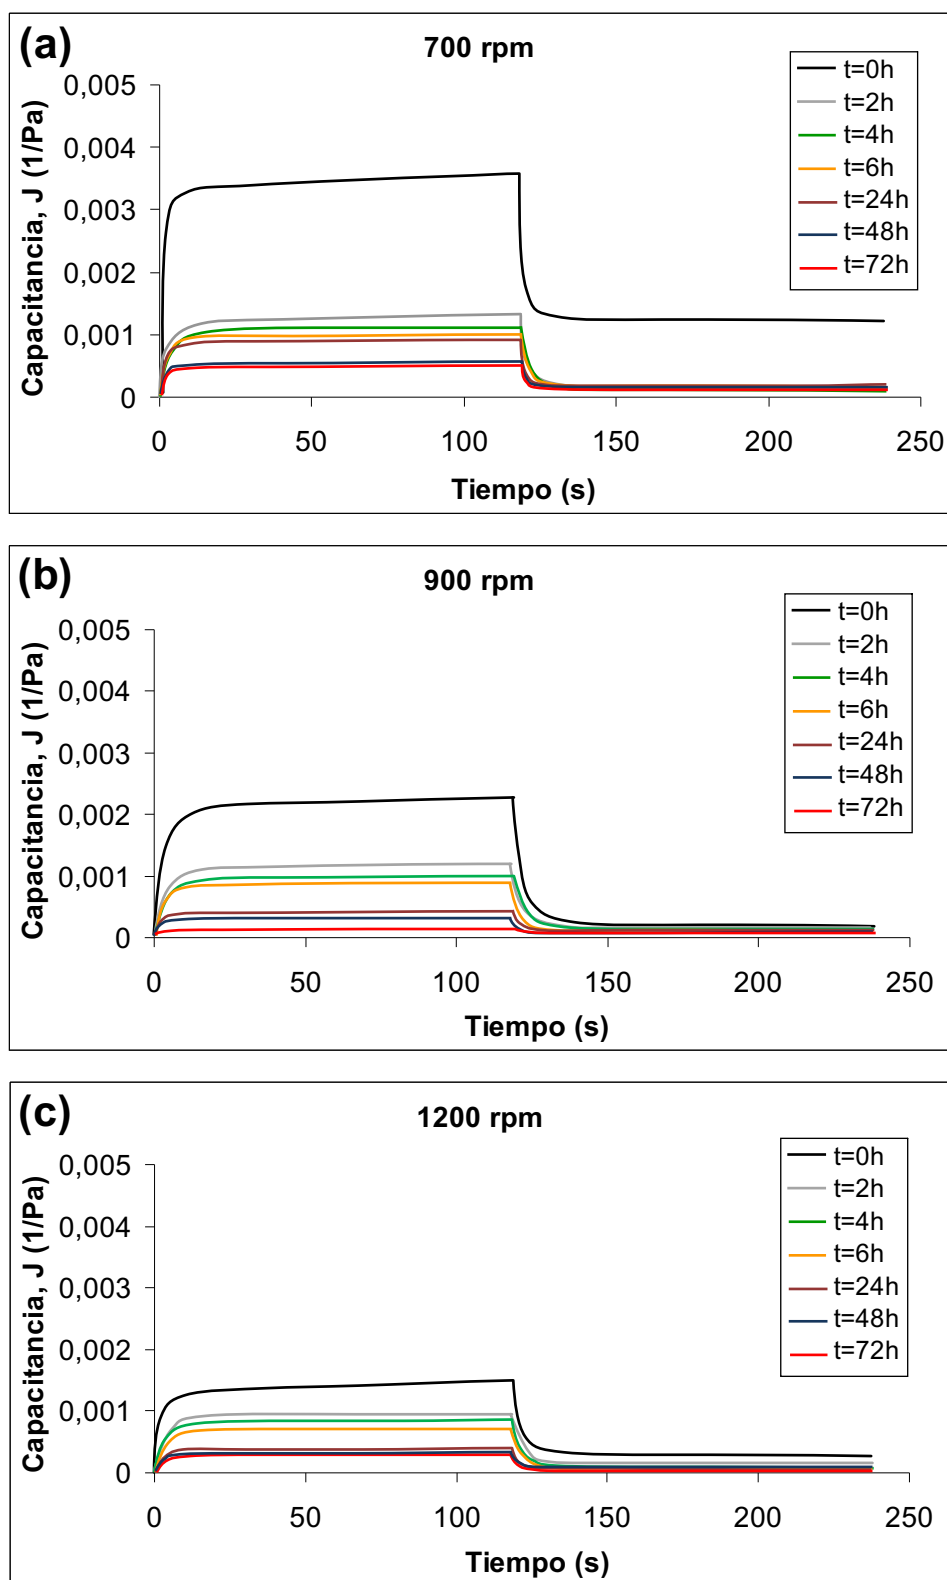 (a)
700 rpm
Capacitancia, J (1/Pa)
0,005
0,004
0,003
0,002
0,001
0
0 50 100 150 200 250
Tiempo (s)
t=0h
t=2h
t=4h
t=6h
t=24h
t=48h
t=72h
(b)
900 rpm
Capacitancia, J (1/Pa)
0,005
0,004
0,003
0,002
0,001
0
0 50 100 150 200 250
Tiempo (s)
t=0h
t=2h
t=4h
t=6h
t=24h
t=48h
t=72h
(c)
1200 rpm
Capacitancia, J (1/Pa)
0,005
0,004
0,003
0,002
0,001
0
0 50 100 150 200 250
Tiempo (s)
t=0h
t=2h
t=4h
t=6h
t=24h
t=48h
t=72h